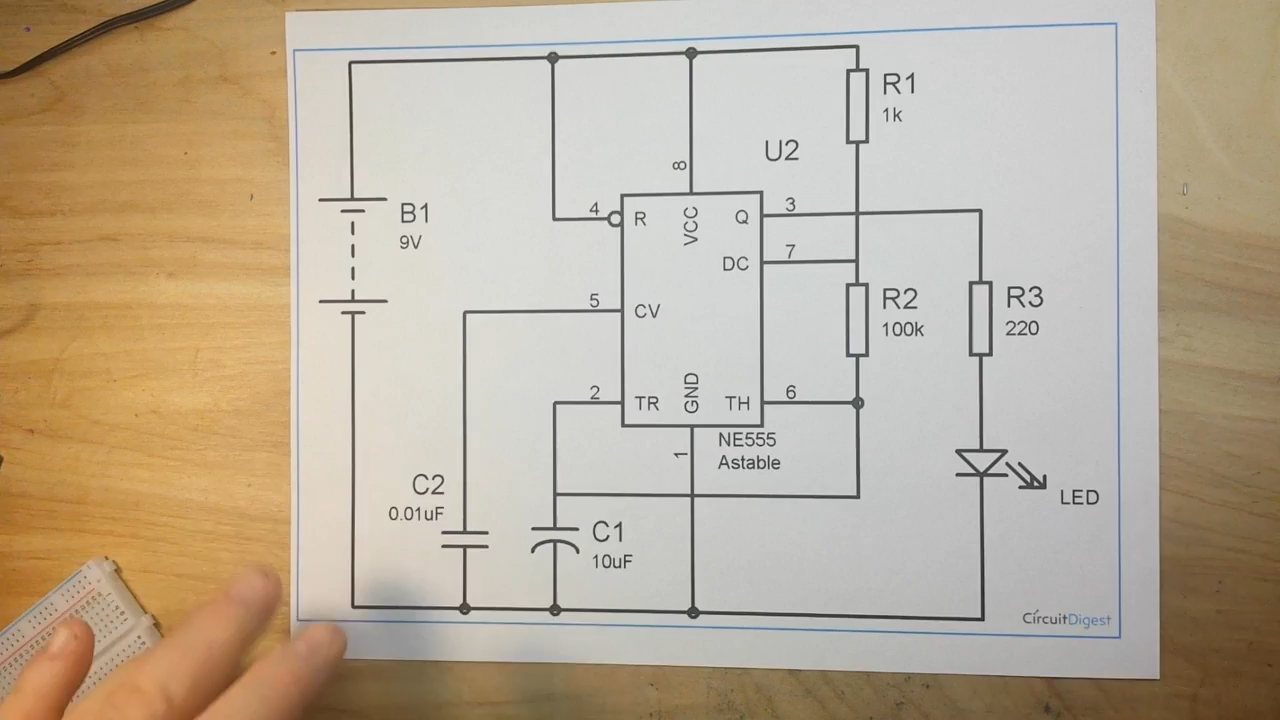 R1
1k
U2
8
4
R
VCC
Q
3
B1
9V
DC
7
5
CV
R2
100k
R3
220
2
TR
GND
TH
6
1
NE555
Astable
C2
0.01uF
LED
C1
10uF
CircuitDigest